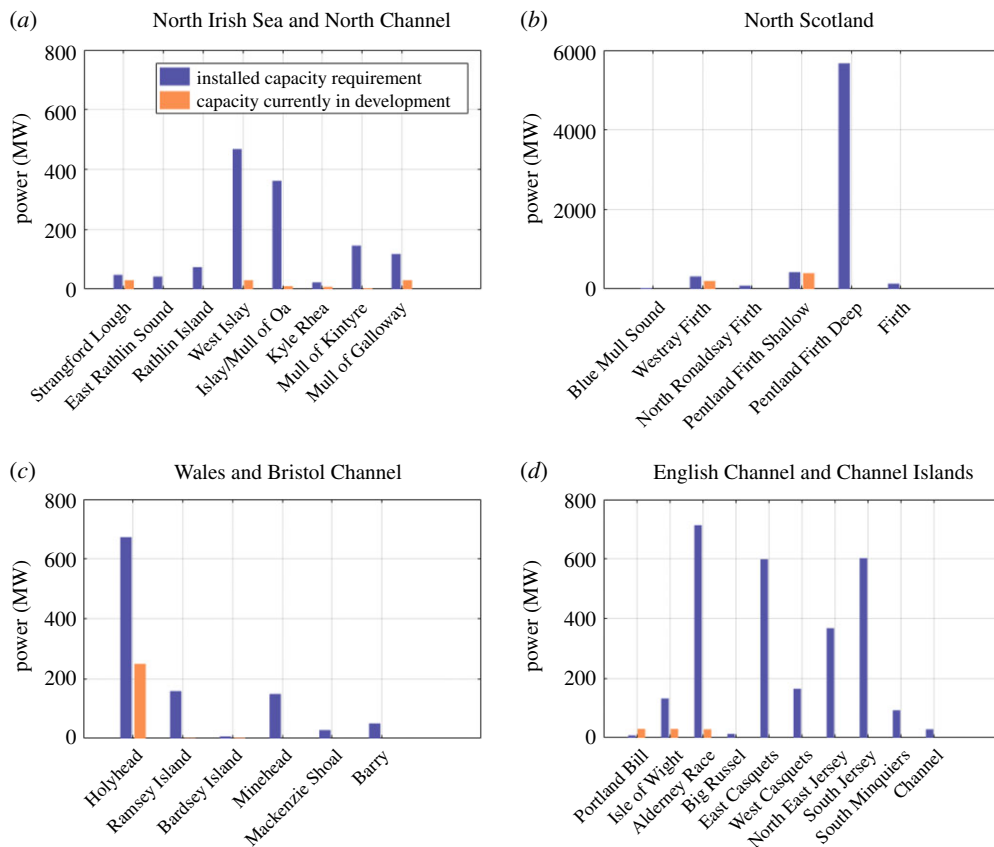 (a) North Irish Sea and North Channel
800
600
400
200
0
power (MW)
installed capacity requirement
capacity currently in development
Strangford Lough
East Rathlin Sound
Rathlin Island
West Islay
Islay/Mull of Oa
Kyle Rhea
Mull of Kintyre
Mull of Galloway
(b) North Scotland
6000
4000
2000
0
power (MW)
Blue Mull Sound
Westray Firth
North Ronaldsay Firth
Pentland Firth Shallow
Pentland Firth Deep
Firth
(c) Wales and Bristol Channel
800
600
400
200
0
power (MW)
Holyhead
Ramsey Island
Bardsey Island
Minehead
Mackenzie Shoal
Barry
(d) English Channel and Channel Islands
800
600
400
200
0
power (MW)
Portland Bill
Isle of Wight
Alderney Race
Big Russel
East Casquets
West Casquets
North East Jersey
South Jersey
South Minquiers
Channel